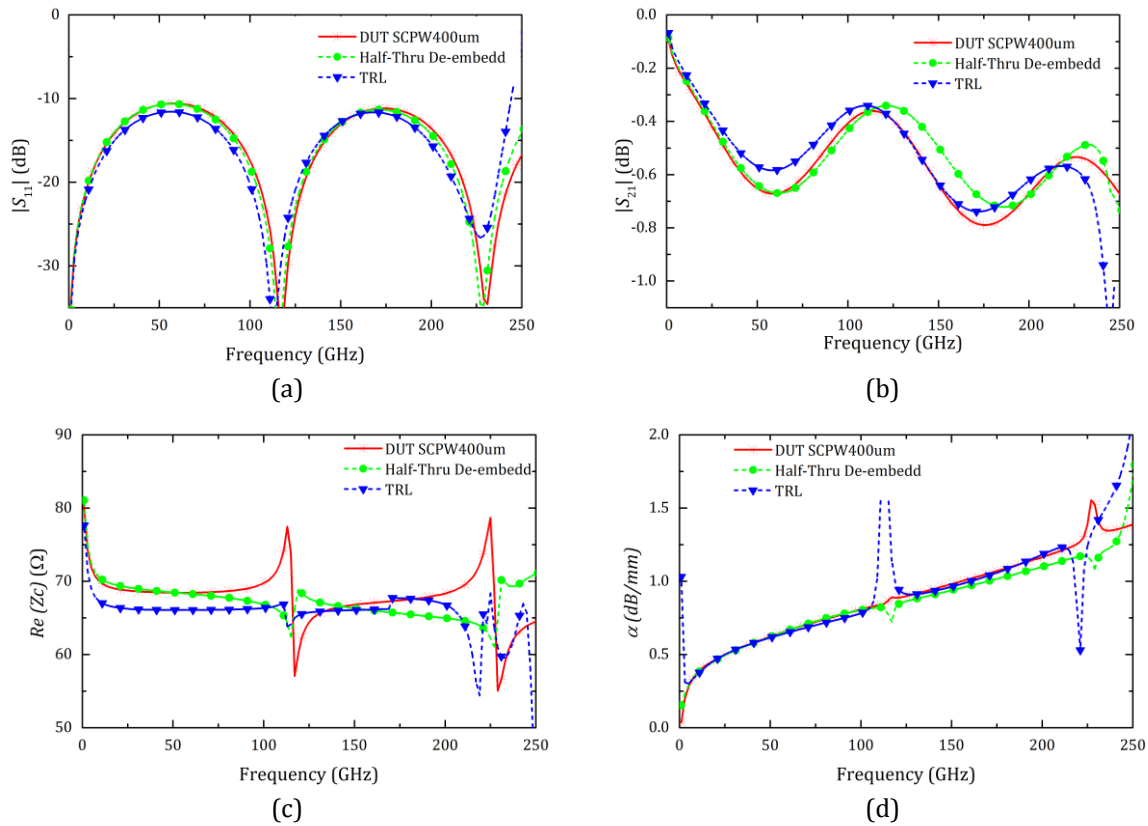 DUT SCPW400um
Half-Thru De-embedd
TRL
|S11| (dB)
0
-10
-20
-30
0 50 100 150 200 250
Frequency (GHz)
(a)
DUT SCPW400um
Half-Thru De-embedd
TRL
|S21| (dB)
0.0
-0.2
-0.4
-0.6
-0.8
-1.0
0 50 100 150 200 250
Frequency (GHz)
(b)
DUT SCPW400um
Half-Thru De-embedd
TRL
Re (Zc) (Ω)
90
80
70
60
50
0 50 100 150 200 250
Frequency (GHz)
(c)
DUT SCPW400um
Half-Thru De-embedd
TRL
α (dB/mm)
2.0
1.5
1.0
0.5
0.0
0 50 100 150 200 250
Frequency (GHz)
(d)